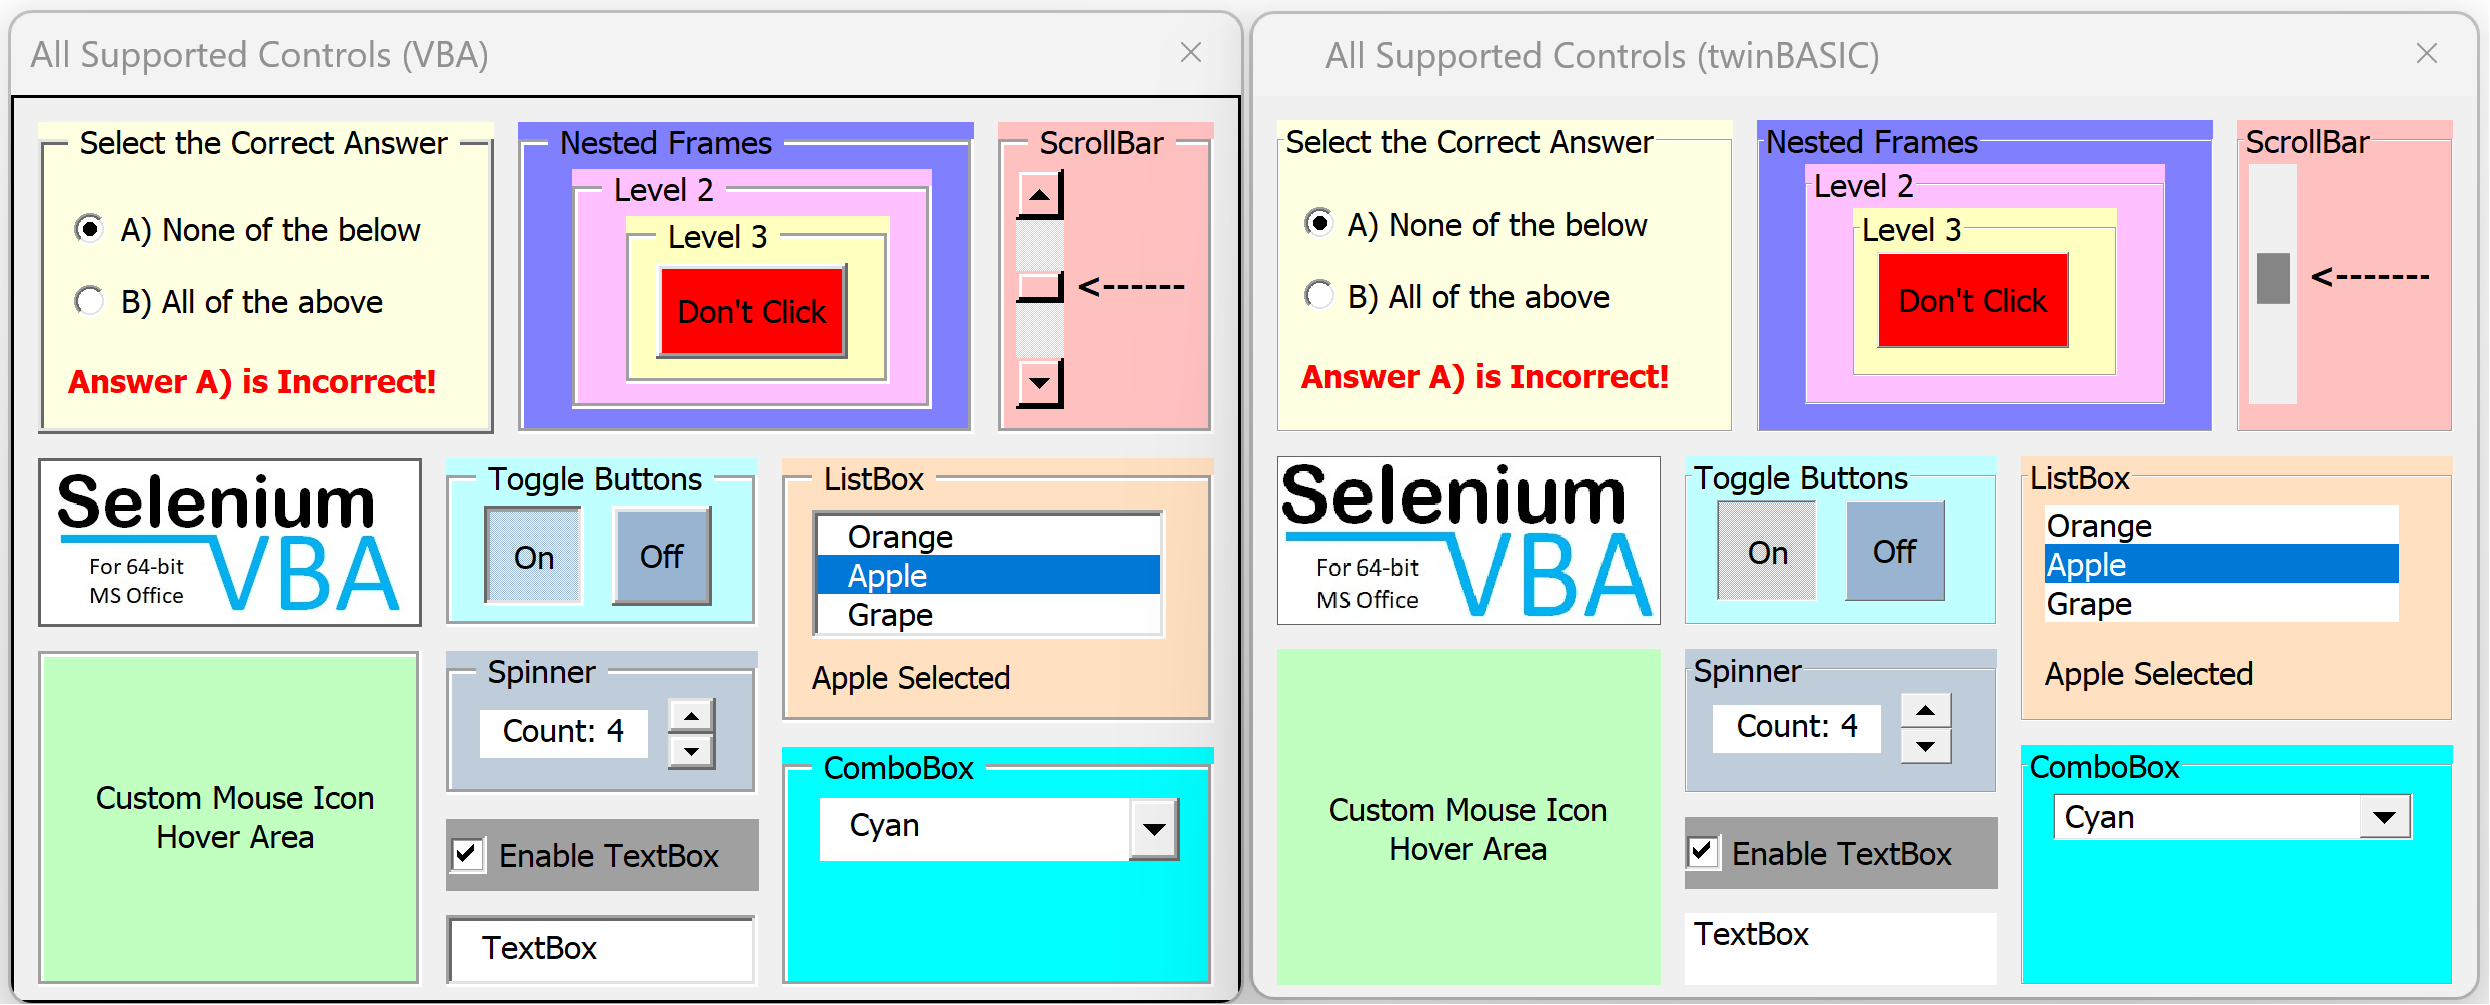 All Supported Controls (VBA)
Select the Correct Answer
A) None of the below
B) All of the above
Answer A) is Incorrect!
Nested Frames
Level 2
Level 3
Don't Click
ScrollBar
<------
Selenium
VBA
For 64-bit
MS Office
Toggle Buttons
On
Off
ListBox
Orange
Apple
Grape
Apple Selected
Custom Mouse Icon
Hover Area
Spinner
Count: 4
Enable TextBox
TextBox
ComboBox
Cyan
All Supported Controls (twinBASIC)
Select the Correct Answer
A) None of the below
B) All of the above
Answer A) is Incorrect!
Nested Frames
Level 2
Level 3
Don't Click
ScrollBar
<-------
Selenium
VBA
For 64-bit
MS Office
Toggle Buttons
On
Off
ListBox
Orange
Apple
Grape
Apple Selected
Custom Mouse Icon
Hover Area
Spinner
Count: 4
Enable TextBox
TextBox
ComboBox
Cyan